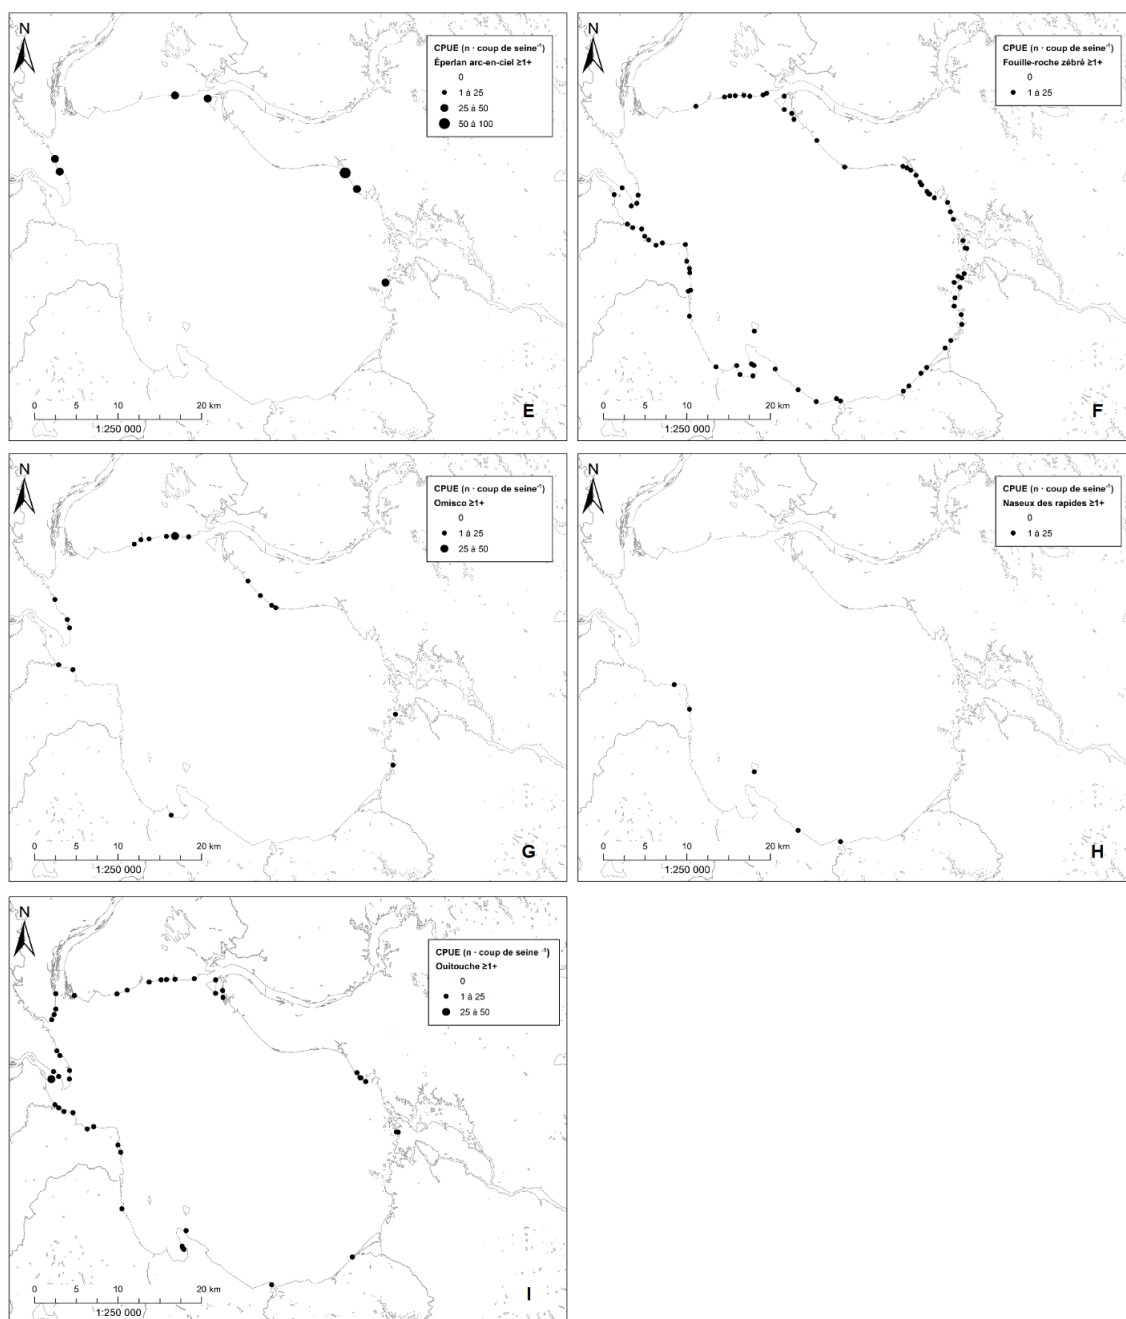 N
CPUE (n · coup de seine⁻¹)
Éperlan arc-en-ciel ≥1+
0
1 à 25
25 à 50
50 à 100
0 5 10 20 km
1:250 000
E
N
CPUE (n · coup de seine⁻¹)
Fouille-roche zébré ≥1+
0
1 à 25
0 5 10 20 km
1:250 000
F
N
CPUE (n · coup de seine⁻¹)
Omisco ≥1+
0
1 à 25
25 à 50
0 5 10 20 km
1:250 000
G
N
CPUE (n · coup de seine⁻¹)
Naseux des rapides ≥1+
0
1 à 25
0 5 10 20 km
1:250 000
H
N
CPUE (n · coup de seine ⁻¹)
Ouitouche ≥1+
0
1 à 25
25 à 50
0 5 10 20 km
1:250 000
I